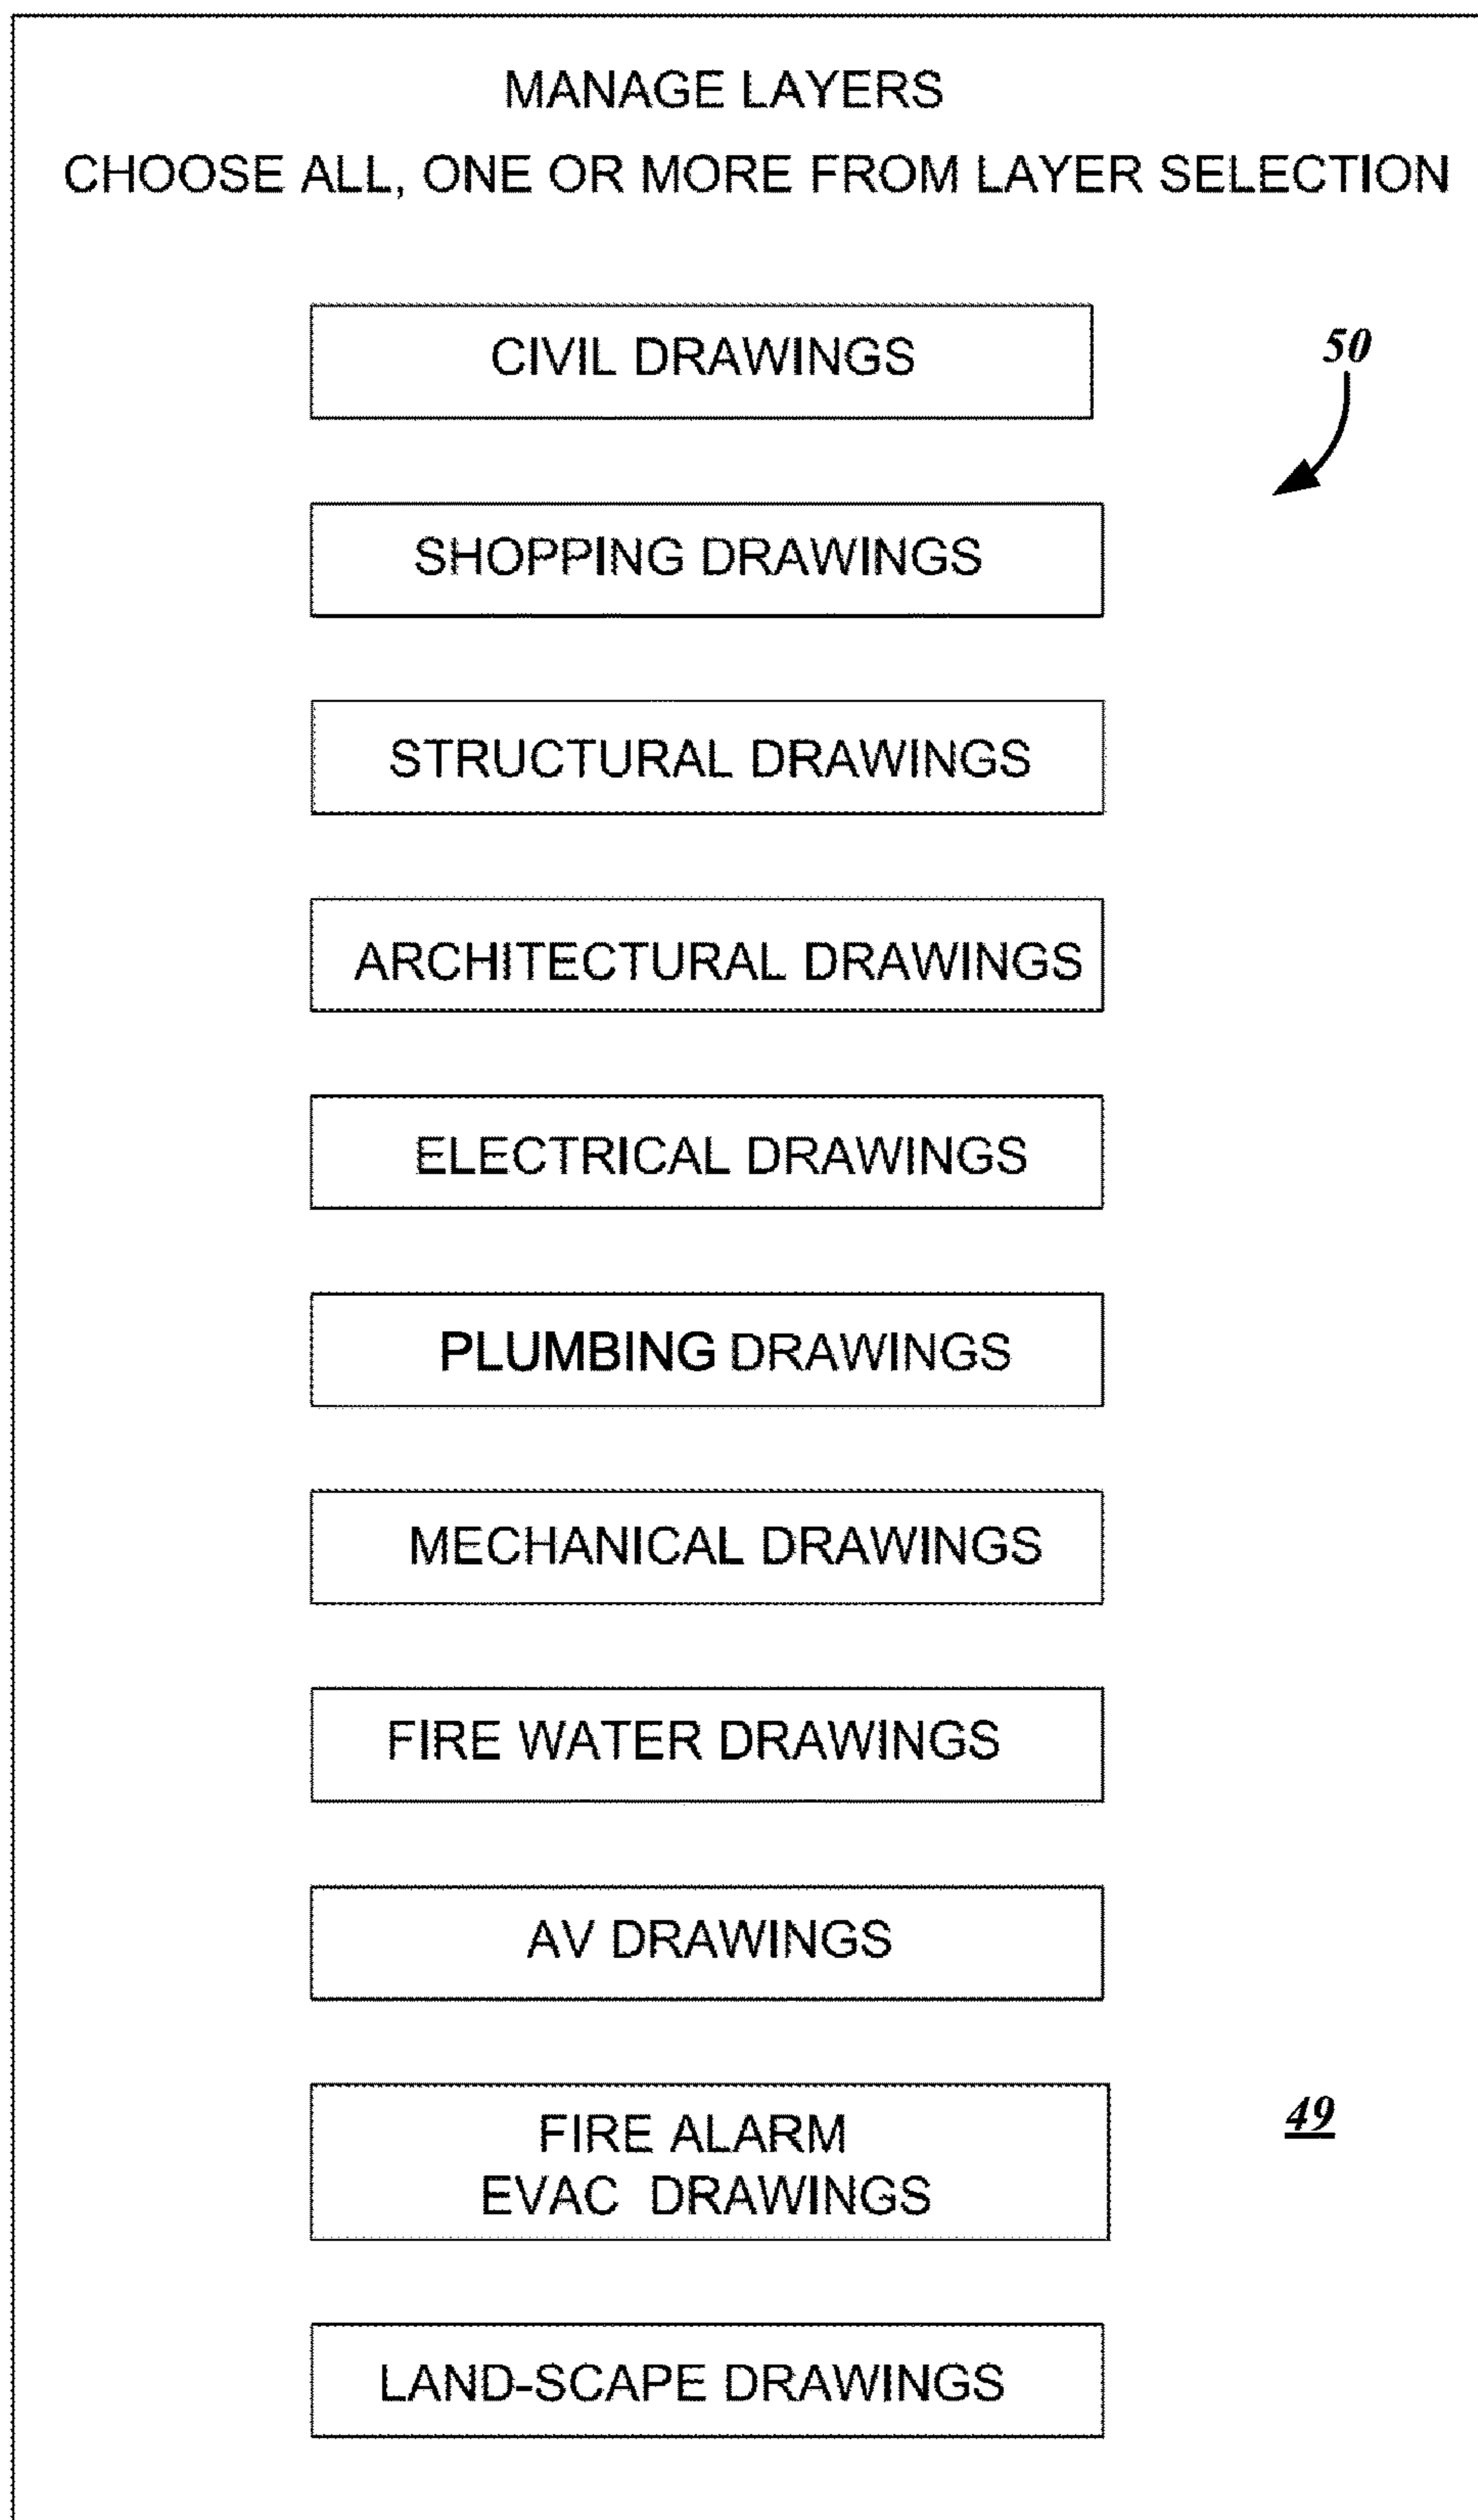 MANAGE LAYERS
CHOOSE ALL, ONE OR MORE FROM LAYER SELECTION
CIVIL DRAWINGS
50
SHOPPING DRAWINGS
STRUCTURAL DRAWINGS
ARCHITECTURAL DRAWINGS
ELECTRICAL DRAWINGS
PLUMBING DRAWINGS
MECHANICAL DRAWINGS
FIRE WATER DRAWINGS
AV DRAWINGS
FIRE ALARM
EVAC DRAWINGS
49
LAND-SCAPE DRAWINGS